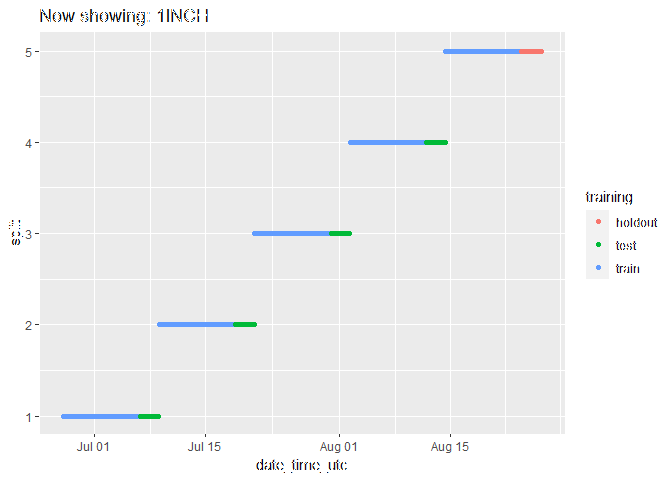 Now showing: 1INCH
5
4
3
2
1
split
Jul 01
Jul 15
Aug 01
Aug 15
date_time_utc
training
holdout
test
train